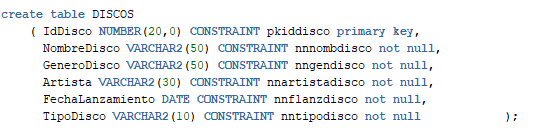 create table DISCOS
( IdDisco NUMBER(20,0) CONSTRAINT pkiddisco primary key,
NombreDisco VARCHAR2(50) CONSTRAINT nnnombdisco not null,
GeneroDisco VARCHAR2(50) CONSTRAINT nngendisco not null,
Artista VARCHAR2(30) CONSTRAINT nnartistadisco not null,
FechaLanzamiento DATE CONSTRAINT nnflanzdisco not null,
TipoDisco VARCHAR2(10) CONSTRAINT nntipodisco not null );